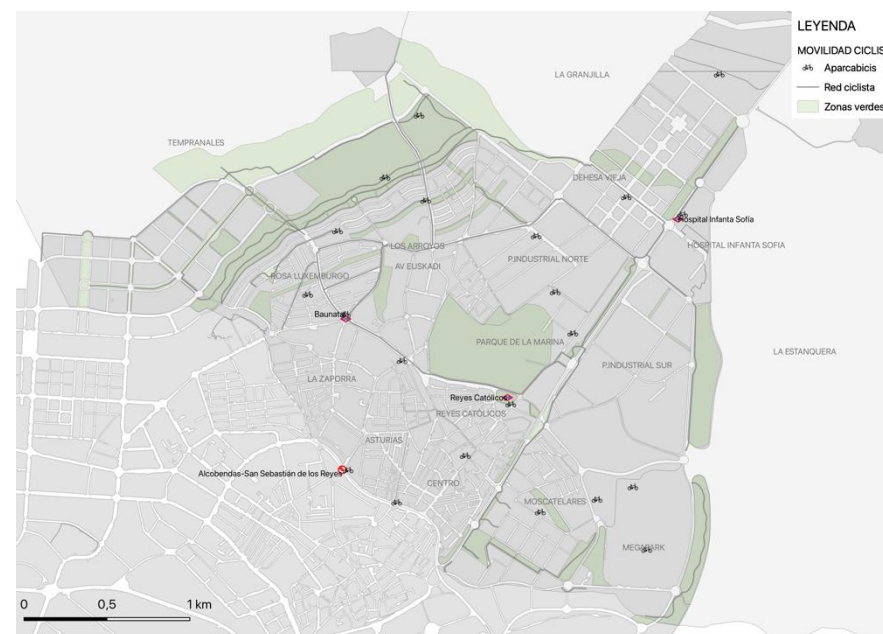 LEYENDA
MOVILIDAD CICLIS
Aparcabicis
Red ciclista
Zonas verdes
LA GRANJILLA
TEMPRANALES
DEHESA VIEJA
Hospital Infanta Sofía
HOSPITAL INFANTA SOFIA
LOS ARROYOS
P.INDUSTRIAL NORTE
AV EUSKADI
ROSA LUXEMBURGO
Baunatal
PARQUE DE LA MARINA
LA ESTANQUERA
P.INDUSTRIAL SUR
LA ZAPORRA
Reyes Católicos
REYES CATÓLICOS
ASTURIAS
Alcobendas-San Sebastián de los Reyes
CENTRO
MOSCATELARES
MEGAPARK
0 0,5 1 km